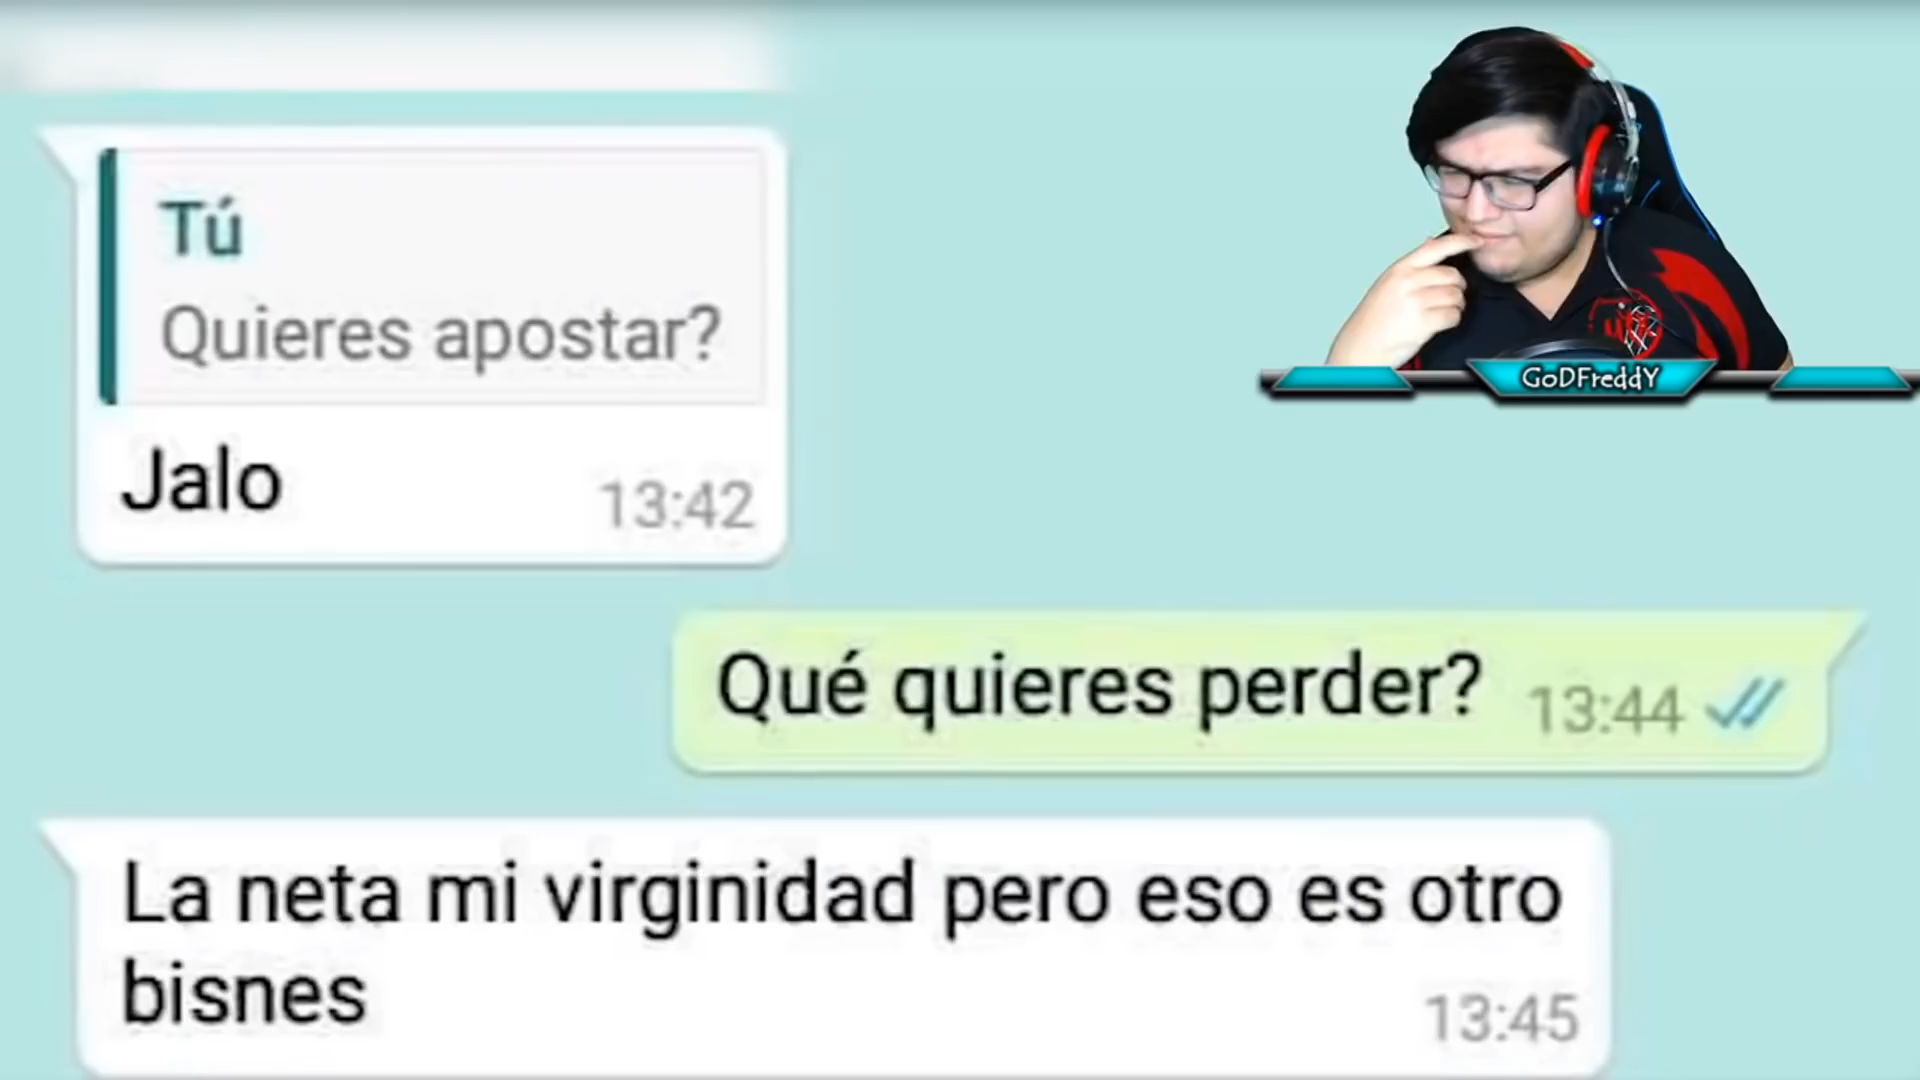 Tú
Quieres apostar?
Jalo
13:42
GoDFreddY
Qué quieres perder? 13:44
La neta mi virginidad pero eso es otro
bisnes
13:45